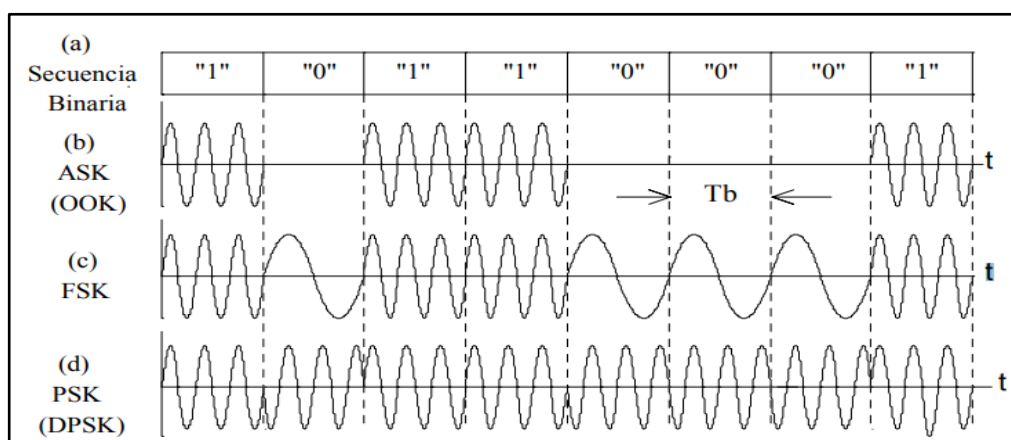 (a)
Secuencia
Binaria
"1" "0" "1" "1" "0" "0" "0" "1"
(b)
ASK
(OOK)
t
Tb
(c)
FSK
t
(d)
PSK
(DPSK)
t